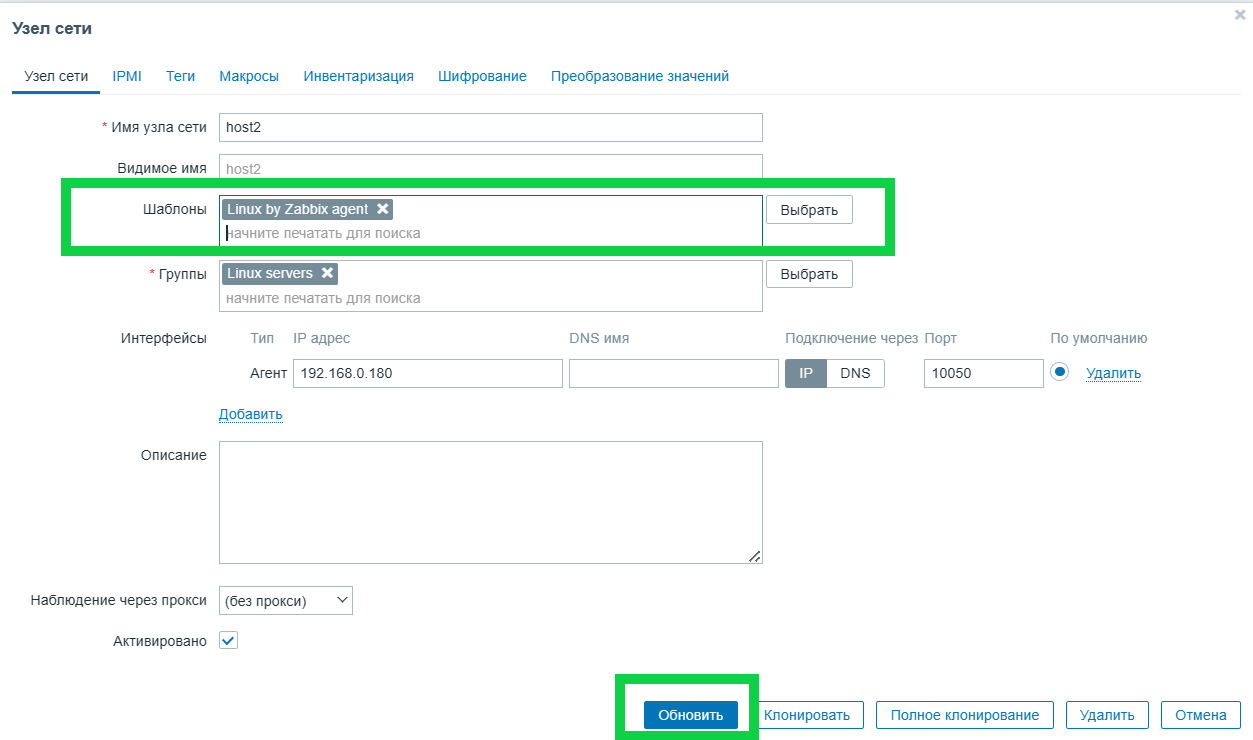 Узел сети
Узел сети IPMI Теги Макросы Инвентаризация Шифрование Преобразование значений
* Имя узла сети host2
Видимое имя host2
Шаблоны Linux by Zabbix agent Выбрать
начните печатать для поиска
* Группы Linux servers Выбрать
начните печатать для поиска
Интерфейсы Тип IP адрес DNS имя Подключение через Порт По умолчанию
Агент 192.168.0.180 IP DNS 10050 Удалить
Добавить
Описание
Наблюдение через прокси (без прокси)
Активировано
Обновить Клонировать Полное клонирование Удалить Отмена